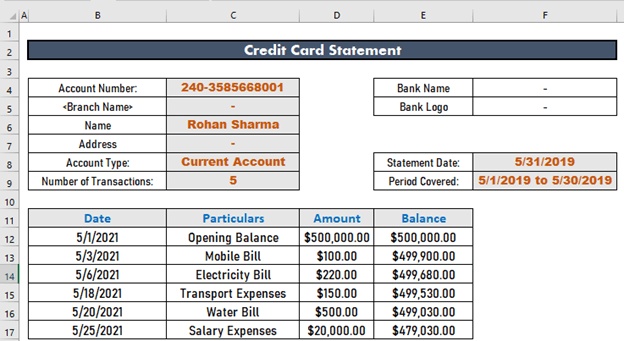 A B C D E F
1
2 Credit Card Statement
3
4 Account Number: 240-3585668001 Bank Name -
5 <Branch Name> - Bank Logo -
6 Name Rohan Sharma
7 Address -
8 Account Type: Current Account Statement Date: 5/31/2019
9 Number of Transactions: 5 Period Covered: 5/1/2019 to 5/30/2019
10
11 Date Particulars Amount Balance
12 5/1/2021 Opening Balance $500,000.00 $500,000.00
13 5/3/2021 Mobile Bill $100.00 $499,900.00
14 5/6/2021 Electricity Bill $220.00 $499,680.00
15 5/18/2021 Transport Expenses $150.00 $499,530.00
16 5/20/2021 Water Bill $500.00 $499,030.00
17 5/25/2021 Salary Expenses $20,000.00 $479,030.00